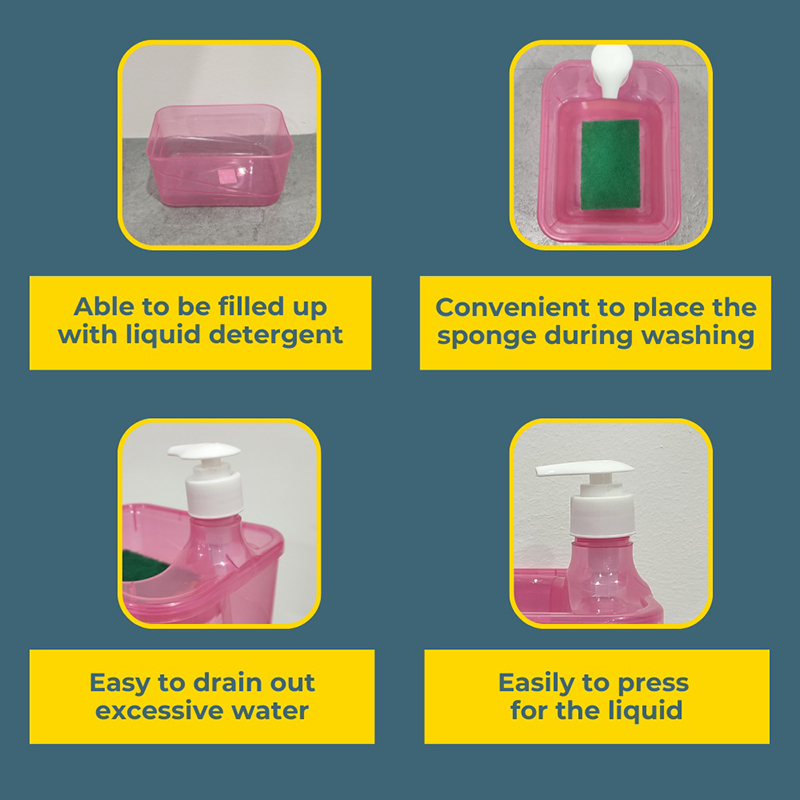 Able to be filled up
with liquid detergent
Convenient to place the
sponge during washing
Easy to drain out
excessive water
Easily to press
for the liquid